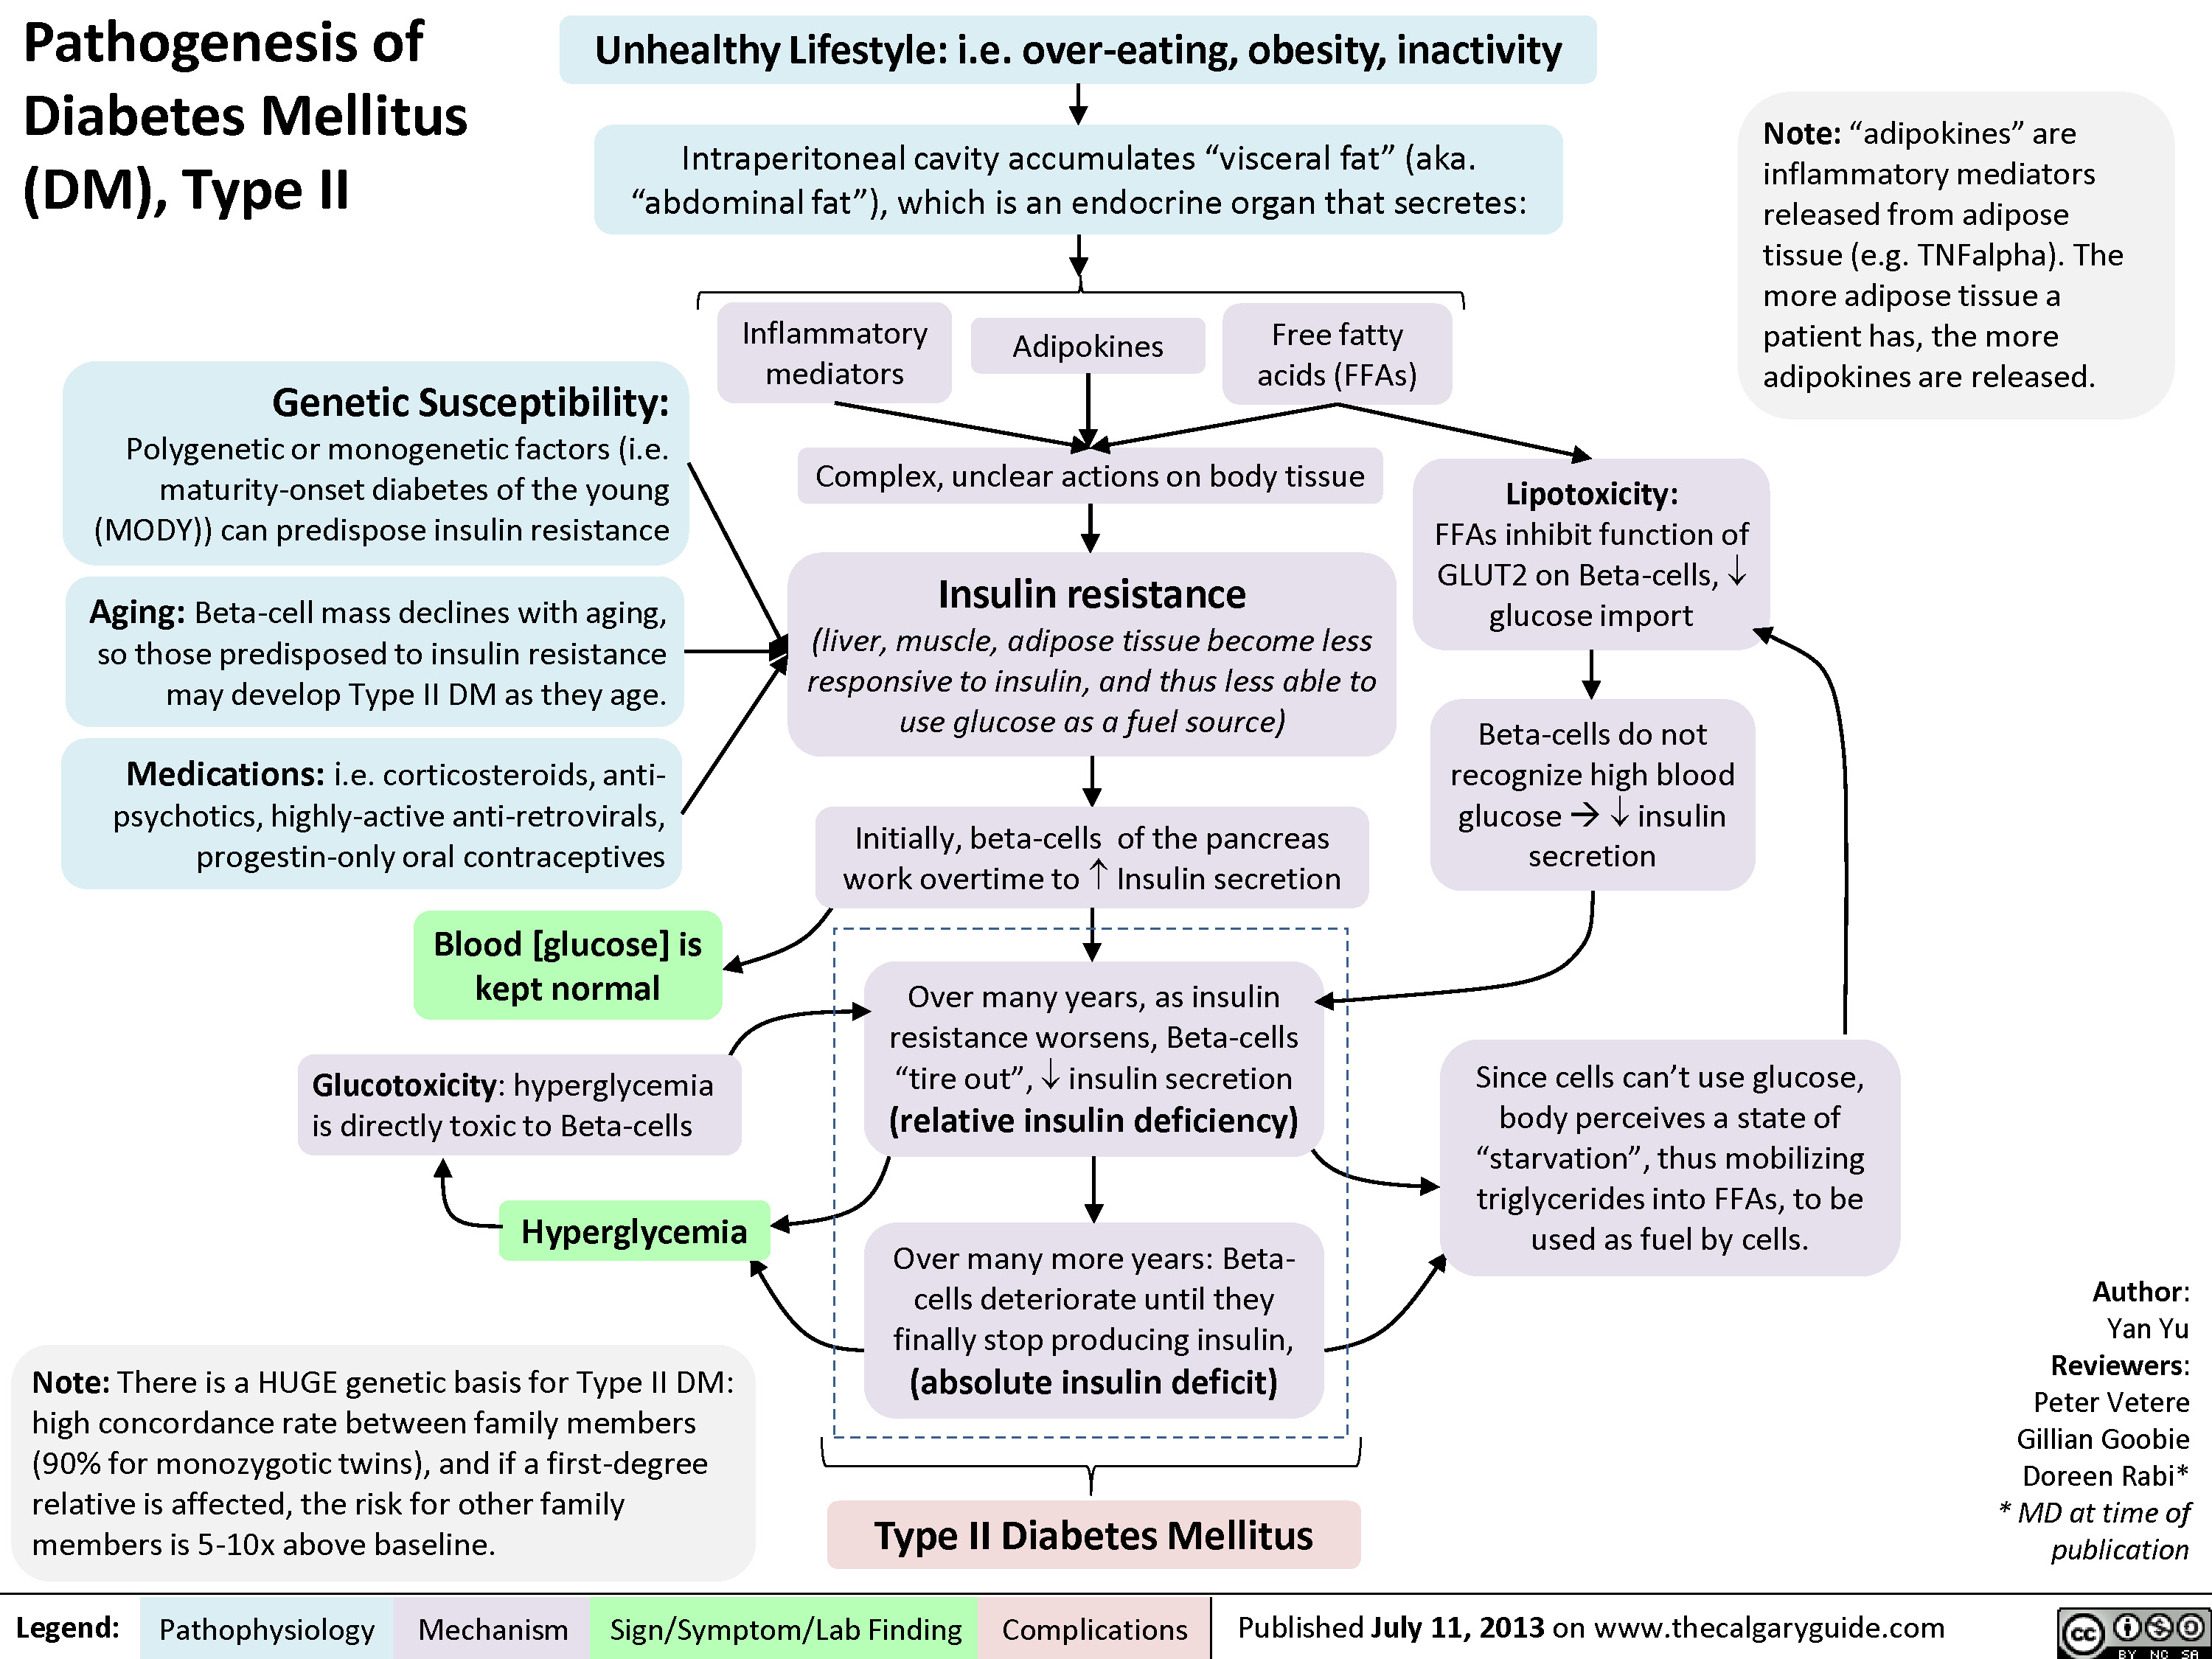 Pathogenesis of
Diabetes Mellitus
(DM), Type II
Unhealthy Lifestyle: i.e. over-eating, obesity, inactivity
Intraperitoneal cavity accumulates “visceral fat” (aka.
“abdominal fat”), which is an endocrine organ that secretes:
Note: “adipokines” are
inflammatory mediators
released from adipose
tissue (e.g. TNFalpha). The
more adipose tissue a
patient has, the more
adipokines are released.
Inflammatory
mediators
Adipokines
Free fatty
acids (FFAs)
Genetic Susceptibility:
Polygenetic or monogenetic factors (i.e.
maturity-onset diabetes of the young
(MODY)) can predispose insulin resistance
Complex, unclear actions on body tissue
Lipotoxicity:
FFAs inhibit function of
GLUT2 on Beta-cells, ↓
glucose import
Aging: Beta-cell mass declines with aging,
so those predisposed to insulin resistance
may develop Type II DM as they age.
Insulin resistance
(liver, muscle, adipose tissue become less
responsive to insulin, and thus less able to
use glucose as a fuel source)
Medications: i.e. corticosteroids, anti-
psychotics, highly-active anti-retrovirals,
progestin-only oral contraceptives
Beta-cells do not
recognize high blood
glucose → ↓ insulin
secretion
Initially, beta-cells of the pancreas
work overtime to ↑ Insulin secretion
Blood [glucose] is
kept normal
Over many years, as insulin
resistance worsens, Beta-cells
“tire out”, ↓ insulin secretion
(relative insulin deficiency)
Glucotoxicity: hyperglycemia
is directly toxic to Beta-cells
Since cells can’t use glucose,
body perceives a state of
“starvation”, thus mobilizing
triglycerides into FFAs, to be
used as fuel by cells.
Hyperglycemia
Over many more years: Beta-
cells deteriorate until they
finally stop producing insulin,
(absolute insulin deficit)
Note: There is a HUGE genetic basis for Type II DM:
high concordance rate between family members
(90% for monozygotic twins), and if a first-degree
relative is affected, the risk for other family
members is 5-10x above baseline.
Type II Diabetes Mellitus
Author:
Yan Yu
Reviewers:
Peter Vetere
Gillian Goobie
Doreen Rabi*
* MD at time of
publication
Legend:
Pathophysiology
Mechanism
Sign/Symptom/Lab Finding
Complications
Published July 11, 2013 on www.thecalgaryguide.com
cc
BY NC SA